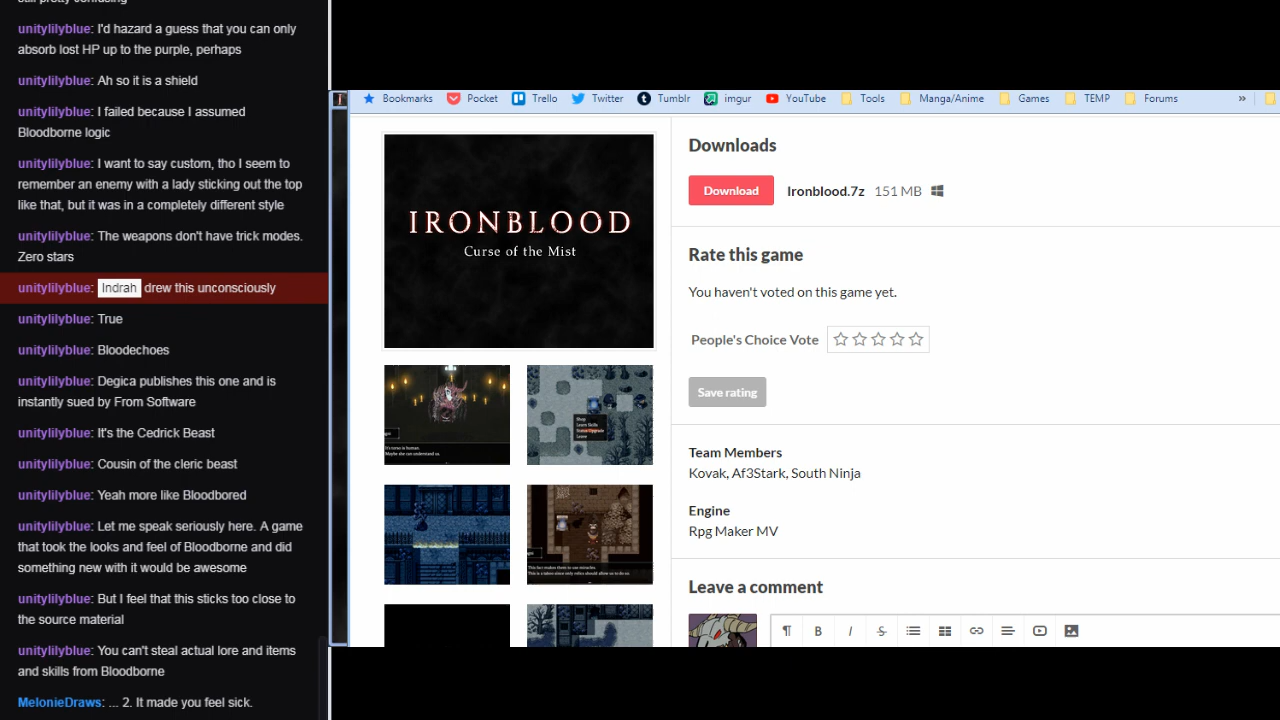 unitylilyblue: I'd hazard a guess that you can only
absorb lost HP up to the purple, perhaps
unitylilyblue: Ah so it is a shield
unitylilyblue: I failed because I assumed
Bloodborne logic
unitylilyblue: I want to say custom, tho I seem to
remember an enemy with a lady sticking out the top
like that, but it was in a completely different style
unitylilyblue: The weapons don't have trick modes.
Zero stars
unitylilyblue: Indrah drew this unconsciously
unitylilyblue: True
unitylilyblue: Bloodechoes
unitylilyblue: Degica publishes this one and is
instantly sued by From Software
unitylilyblue: It's the Cedrick Beast
unitylilyblue: Cousin of the cleric beast
unitylilyblue: Yeah more like Bloodbored
unitylilyblue: Let me speak seriously here. A game
that took the looks and feel of Bloodborne and did
something new with it would be awesome
unitylilyblue: But I feel that this sticks too close to
the source material
unitylilyblue: You can't steal actual lore and items
and skills from Bloodborne
MelonieDraws: ... 2. It made you feel sick.
Bookmarks Pocket Trello Twitter Tumblr imgur YouTube Tools Manga/Anime Games TEMP Forums »
IRONBLOOD
Curse of the Mist
Shop
Learn Skills
Status Upgrade
Leave
Downloads
Download Ironblood.7z 151 MB
Rate this game
You haven't voted on this game yet.
People's Choice Vote
Save rating
Team Members
Kovak, Af3Stark, South Ninja
Engine
Rpg Maker MV
Leave a comment
¶ B I S